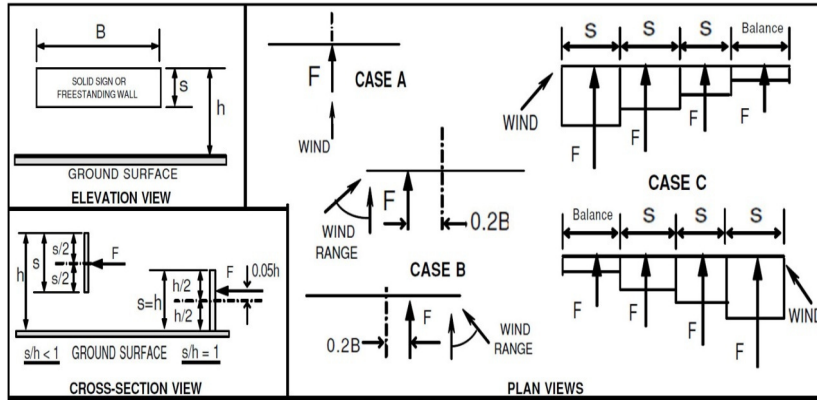 B
SOLID SIGN OR
FREESTANDING WALL
s
h
GROUND SURFACE
ELEVATION VIEW
h
s
s/2
s/2
F
s=h
h/2
h/2
F
0.05h
s/h < 1
GROUND SURFACE
s/h = 1
CROSS-SECTION VIEW
F
CASE A
WIND
WIND
RANGE
F
0.2B
CASE B
0.2B
F
WIND
RANGE
S
S
S
Balance
WIND
F
F
F
F
CASE C
Balance
S
S
S
F
F
F
F
WIND
PLAN VIEWS